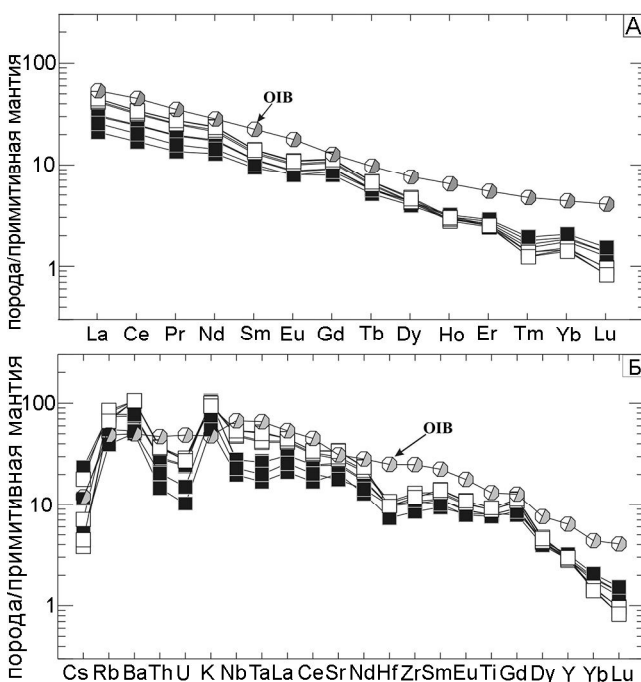 А
порода/примитивная мантия
100
10
1
OIB
La Ce Pr Nd Sm Eu Gd Tb Dy Ho Er Tm Yb Lu
Б
порода/примитивная мантия
100
10
1
OIB
Cs Rb Ba Th U K Nb Ta La Ce Sr Nd Hf Zr Sm Eu Ti Gd Dy Y Yb Lu